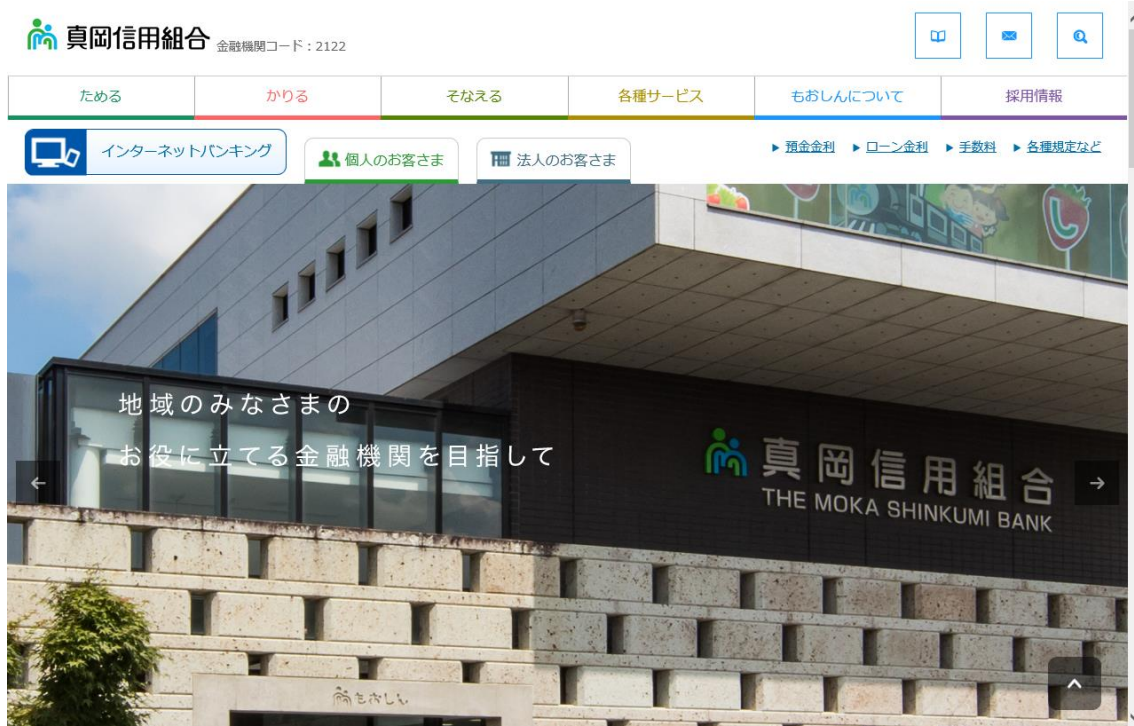 真岡信用組合 金融機関コード:2122
ためる かりる そなえる 各種サービス もおしんについて 採用情報
インターネットバンキング 個人のお客さま 法人のお客さま 預金金利 ローン金利 手数料 各種規定など
地域のみなさまの
お役に立てる金融機関を目指して
真岡信用組合
THE MOKA SHINKUMI BANK
もおしん